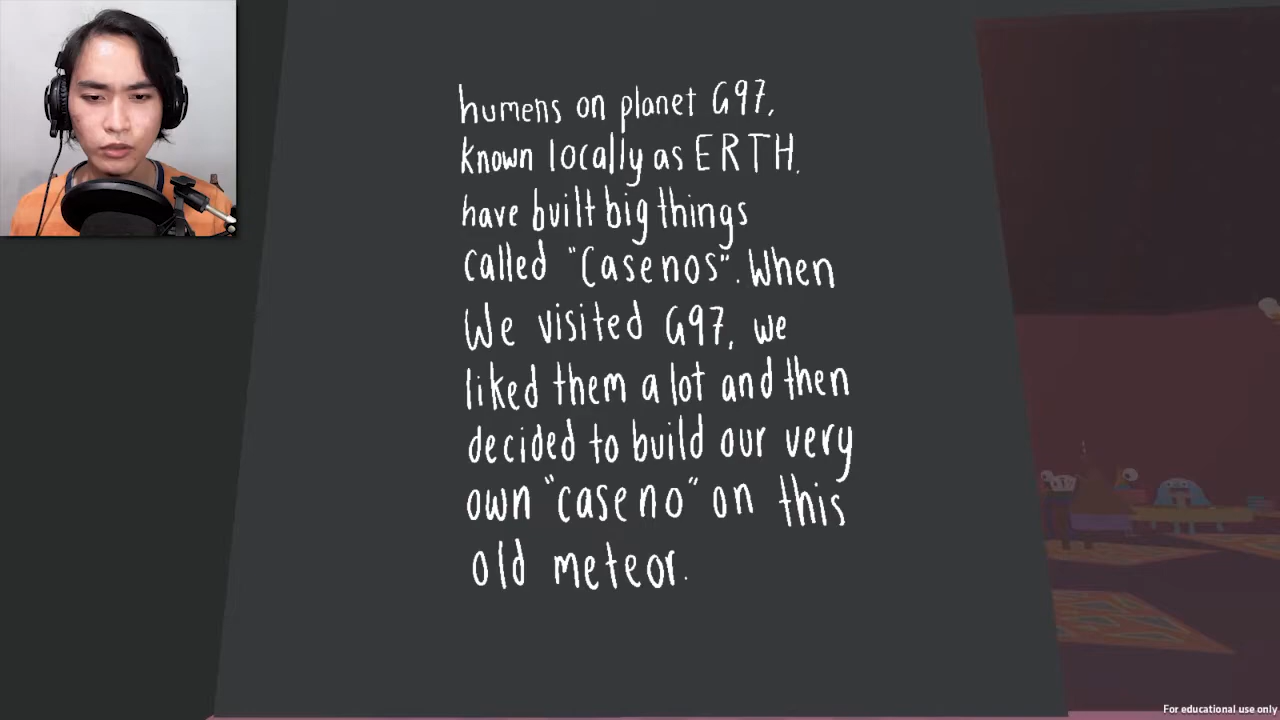 humens on planet G97,
known locally as ERTH.
have built big things
called "Casenos". When
We visited G97, we
liked them a lot and then
decided to build our very
own "caseno" on this
old meteor.
For educational use only